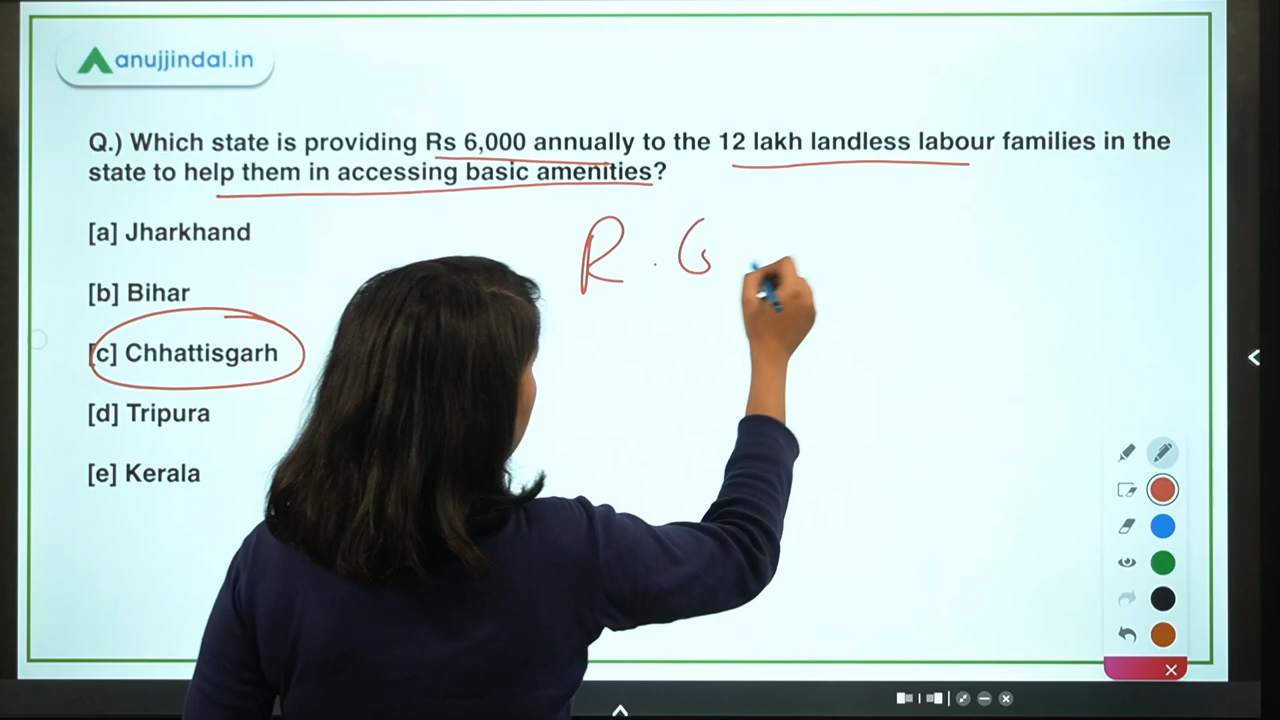 anujjindal.in
Q.) Which state is providing Rs 6,000 annually to the 12 lakh landless labour families in the
state to help them in accessing basic amenities?
[a] Jharkhand
R. G
[b] Bihar
[c] Chhattisgarh
[d] Tripura
[e] Kerala